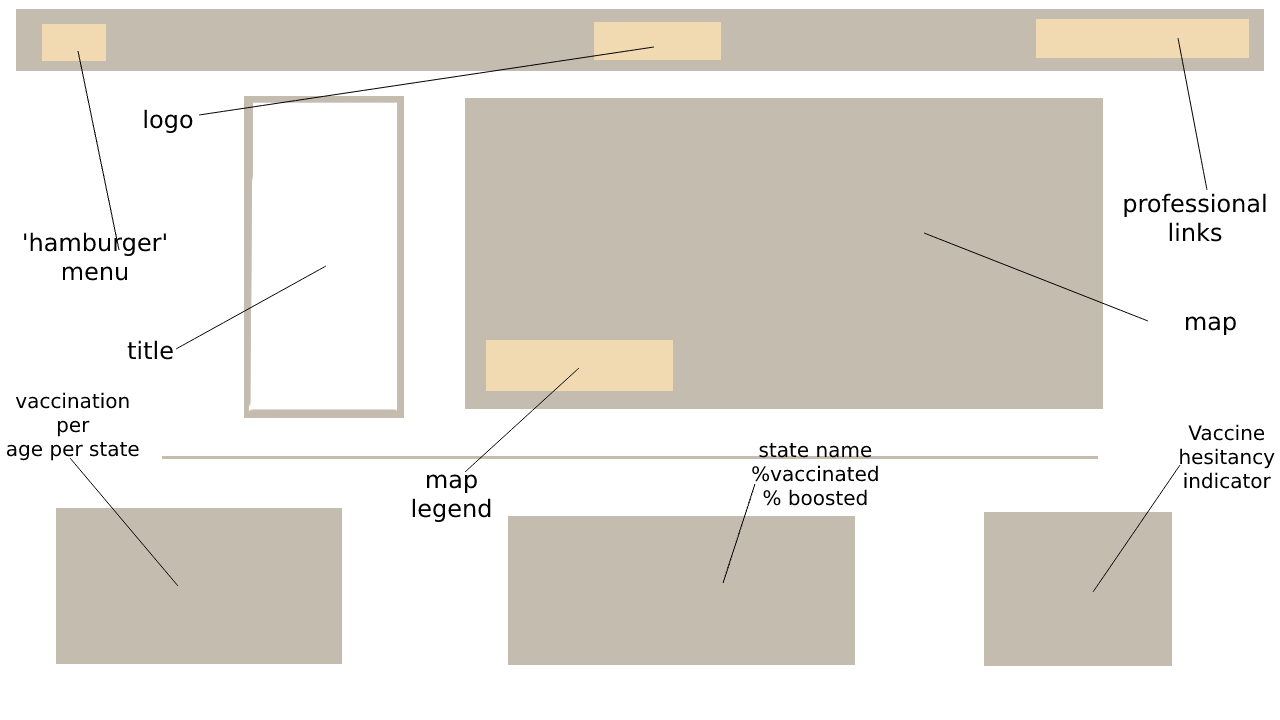 logo
'hamburger'
menu
professional
links
map
title
vaccination
per
age per state
map
legend
state name
%vaccinated
% boosted
Vaccine
hesitancy
indicator